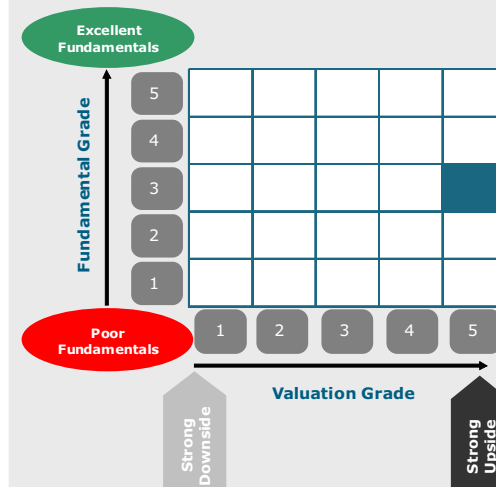 Excellent
Fundamentals
Fundamental Grade
5
4
3
2
1
Poor
Fundamentals
1
2
3
4
5
Valuation Grade
Strong
Downside
Strong
Upside